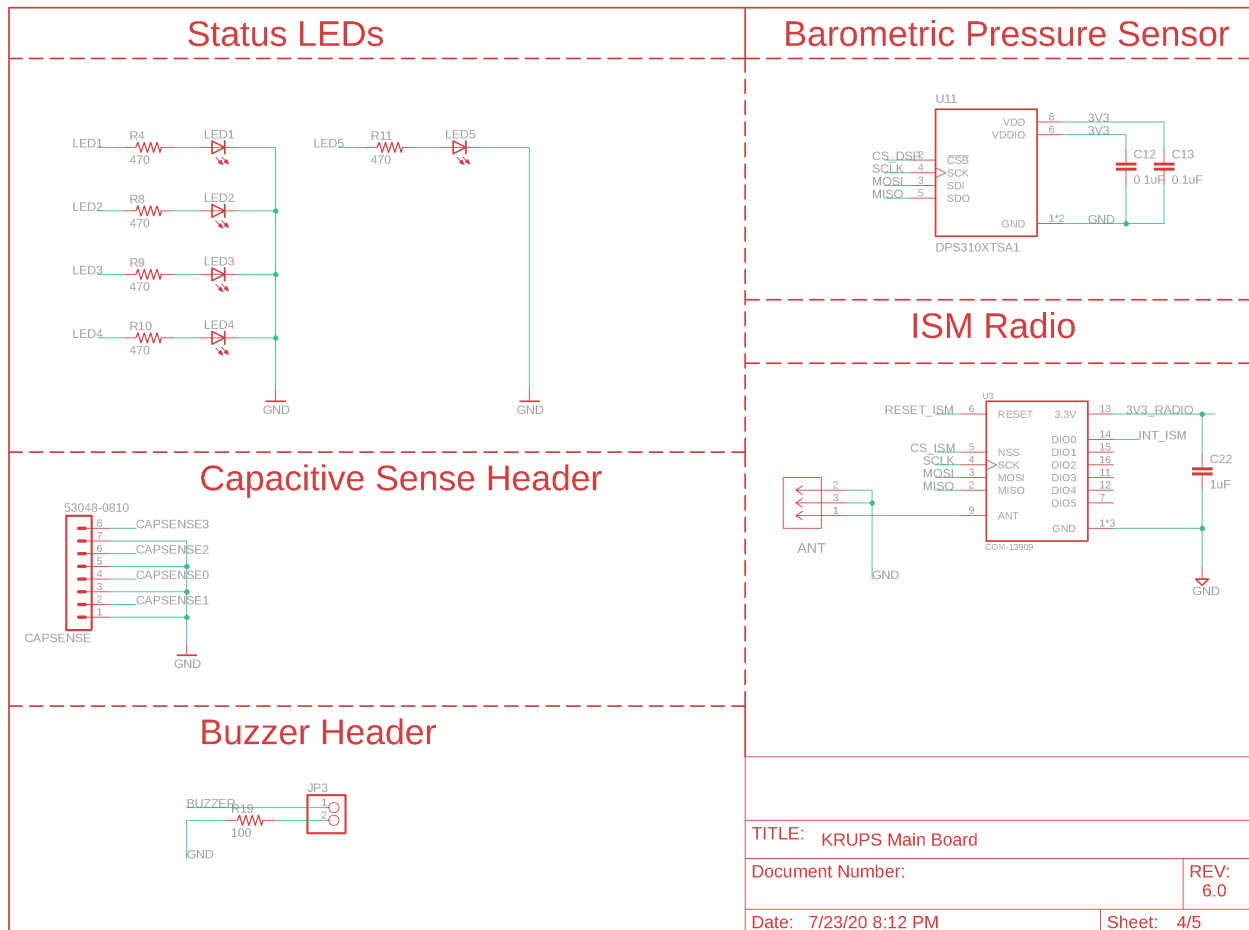 Status LEDs
LED1
R4
470
LED1
LED5
R11
470
LED5
LED2
R8
470
LED2
LED3
R9
470
LED3
LED4
R10
470
LED4
GND
GND
Capacitive Sense Header
53048-0810
8
CAPSENSE3
7
6
CAPSENSE2
5
4
CAPSENSE0
3
2
CAPSENSE1
1
CAPSENSE
GND
Buzzer Header
JP3
BUZZER
1
R19
2
100
GND
Barometric Pressure Sensor
U11
VDD
8
3V3
VDDIO
6
3V3
CS_DSP
2
CSB
SCLK
4
SCK
MOSI
3
SDI
MISO
5
SDO
C12
0.1uF
C13
0.1uF
GND
1*2
GND
DPS310XTSA1
ISM Radio
U3
RESET_ISM
6
RESET
3.3V
13
3V3_RADIO
DIO0
14
INT_ISM
CS_ISM
5
NSS
DIO1
15
SCLK
4
SCK
DIO2
16
MOSI
3
MOSI
DIO3
11
MISO
2
MISO
DIO4
12
DIO5
7
C22
1uF
2
3
1
9
ANT
GND
1*3
COM-13909
ANT
GND
GND
TITLE:
KRUPS Main Board
Document Number:
REV:
6.0
Date: 7/23/20 8:12 PM
Sheet: 4/5